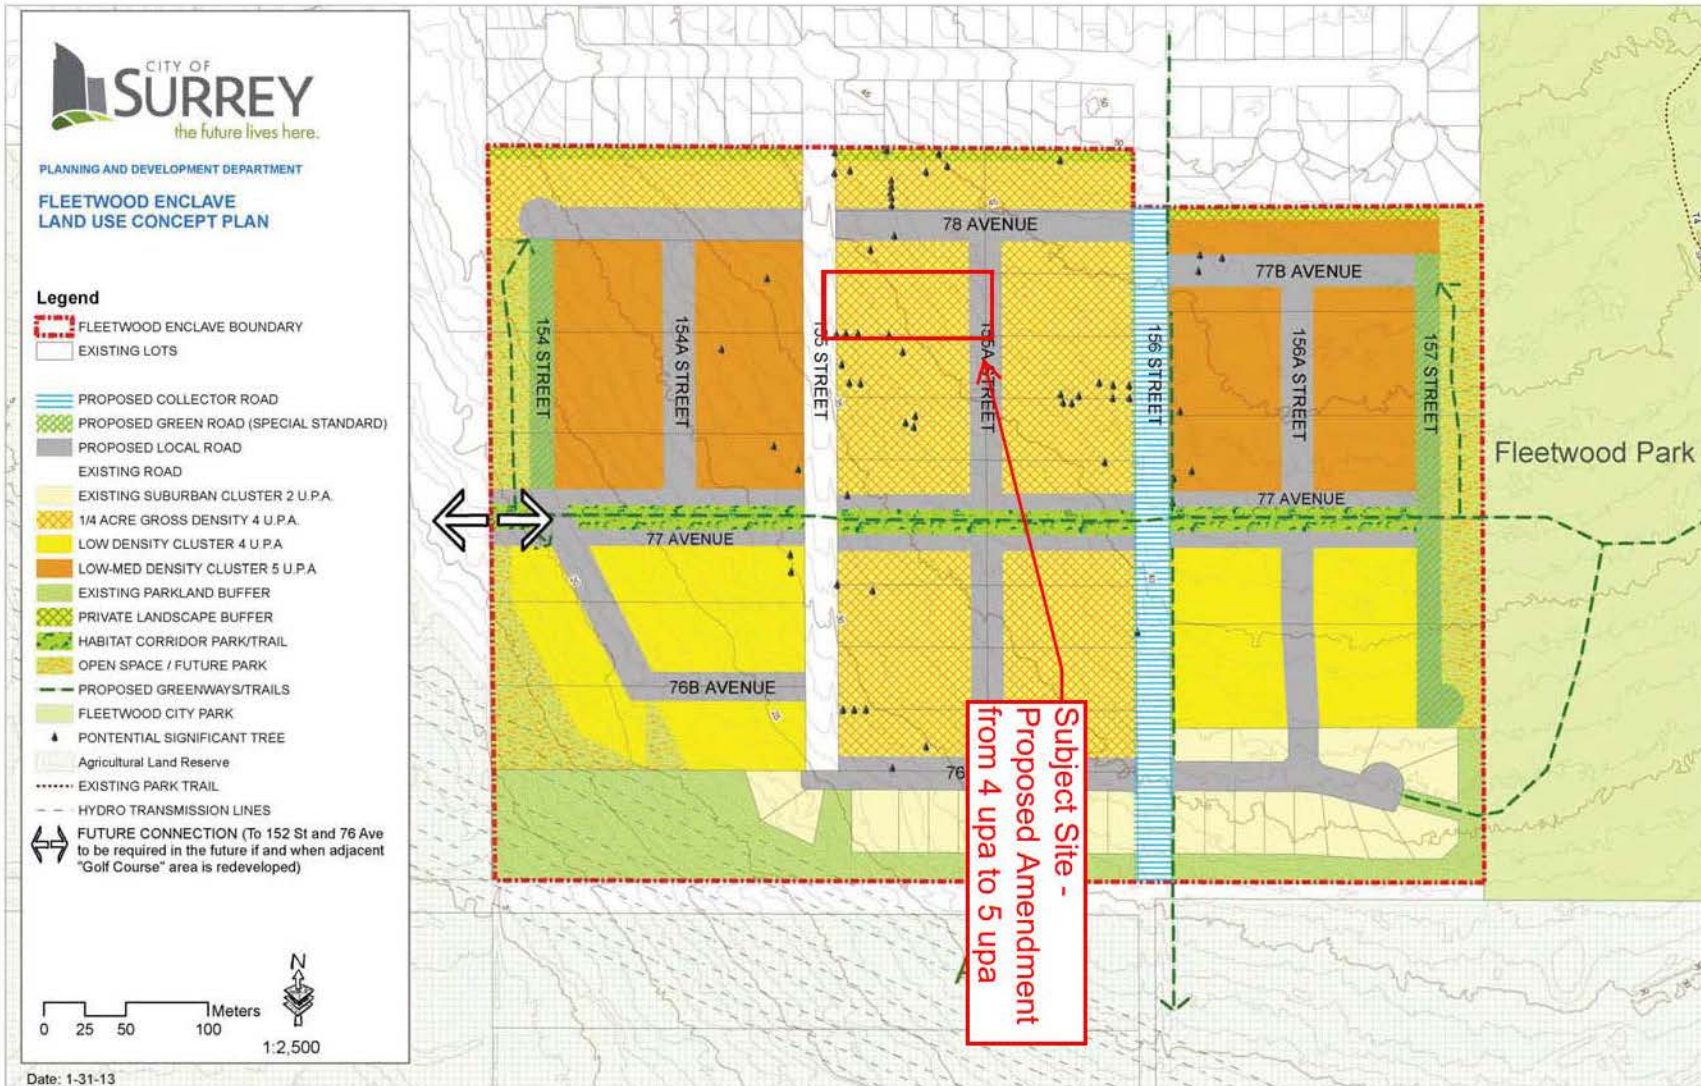 CITY OF
SURREY
the future lives here.
PLANNING AND DEVELOPMENT DEPARTMENT
FLEETWOOD ENCLAVE
LAND USE CONCEPT PLAN
Legend
FLEETWOOD ENCLAVE BOUNDARY
EXISTING LOTS
PROPOSED COLLECTOR ROAD
PROPOSED GREEN ROAD (SPECIAL STANDARD)
PROPOSED LOCAL ROAD
EXISTING ROAD
EXISTING SUBURBAN CLUSTER 2 U.P.A.
1/4 ACRE GROSS DENSITY 4 U.P.A.
LOW DENSITY CLUSTER 4 U.P.A
LOW-MED DENSITY CLUSTER 5 U.P.A
EXISTING PARKLAND BUFFER
PRIVATE LANDSCAPE BUFFER
HABITAT CORRIDOR PARK/TRAIL
OPEN SPACE / FUTURE PARK
PROPOSED GREENWAYS/TRAILS
FLEETWOOD CITY PARK
PONTENTIAL SIGNIFICANT TREE
Agricultural Land Reserve
EXISTING PARK TRAIL
HYDRO TRANSMISSION LINES
FUTURE CONNECTION (To 152 St and 76 Ave
to be required in the future if and when adjacent
"Golf Course" area is redeveloped)
N
Meters
0 25 50 100
1:2,500
Date: 1-31-13
78 AVENUE
77B AVENUE
154 STREET
154A STREET
155 STREET
155A STREET
156 STREET
156A STREET
157 STREET
Fleetwood Park
77 AVENUE
77 AVENUE
76B AVENUE
76
Subject Site -
Proposed Amendment
from 4 upa to 5 upa